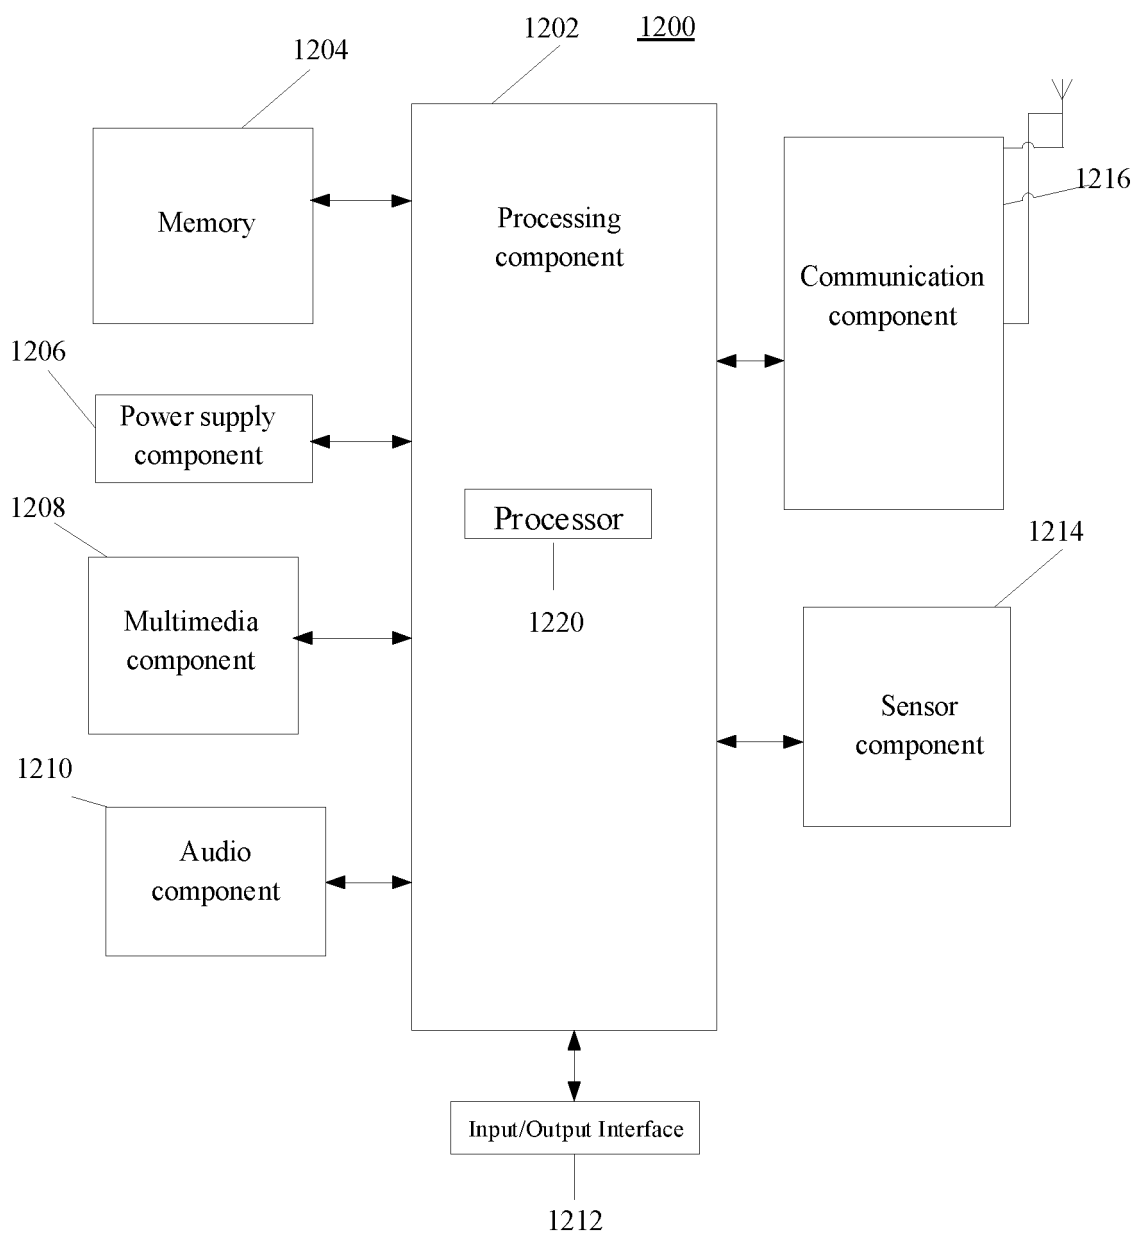 1202
1200
1204
Memory
Processing
component
1216
Communication
component
1206
Power supply
component
1208
Processor
1214
Multimedia
component
1220
Sensor
component
1210
Audio
component
Input/Output Interface
1212